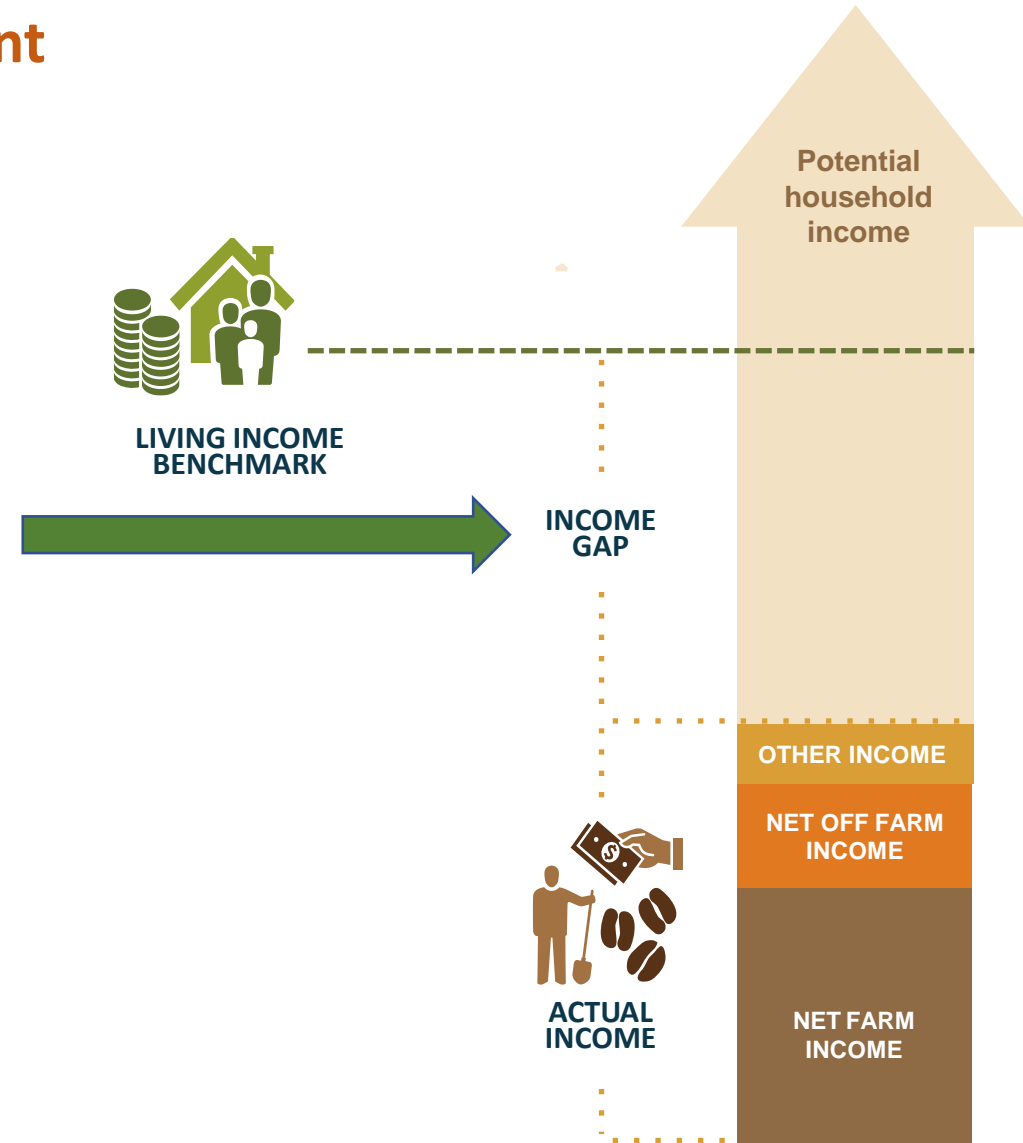 nt
Potential
household
income
LIVING INCOME
BENCHMARK
INCOME
GAP
OTHER INCOME
NET OFF FARM
INCOME
$
ACTUAL
INCOME
NET FARM
INCOME